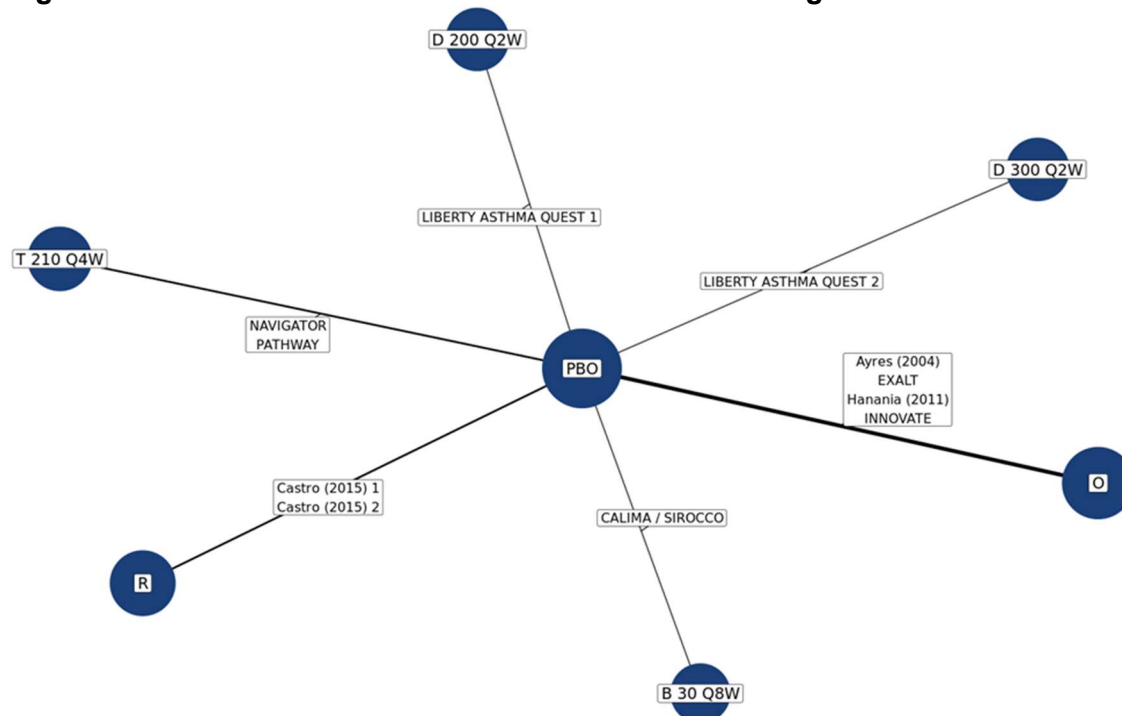 D 200 Q2W
D 300 Q2W
LIBERTY ASTHMA QUEST 1
T 210 Q4W
LIBERTY ASTHMA QUEST 2
NAVIGATOR
PATHWAY
PBO
Ayres (2004)
EXALT
Hanania (2011)
INNOVATE
O
Castro (2015) 1
Castro (2015) 2
CALIMA / SIROCCO
R
B 30 Q8W